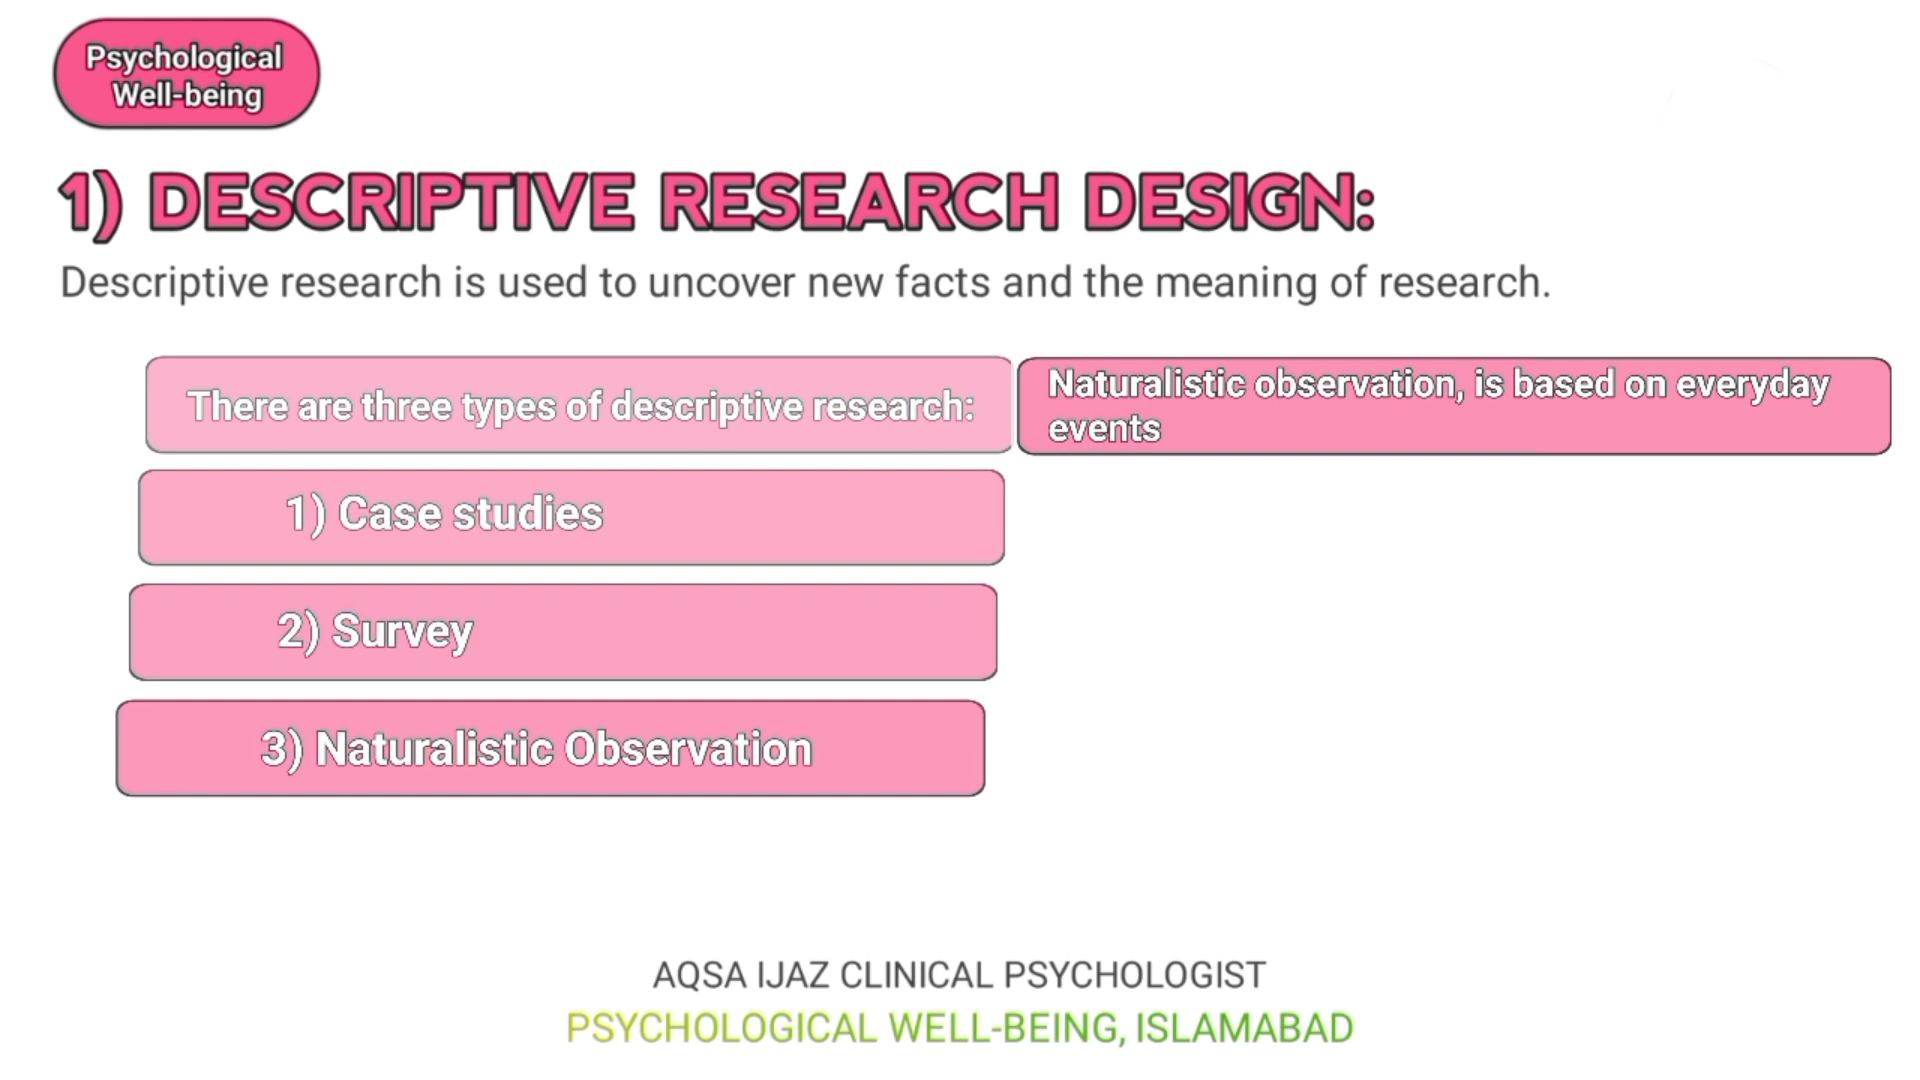 Psychological
Well-being
1) DESCRIPTIVE RESEARCH DESIGN:
Descriptive research is used to uncover new facts and the meaning of research.
There are three types of descriptive research:
Naturalistic observation, is based on everyday
events
1) Case studies
2) Survey
3) Naturalistic Observation
AQSA IJAZ CLINICAL PSYCHOLOGIST
PSYCHOLOGICAL WELL-BEING, ISLAMABAD